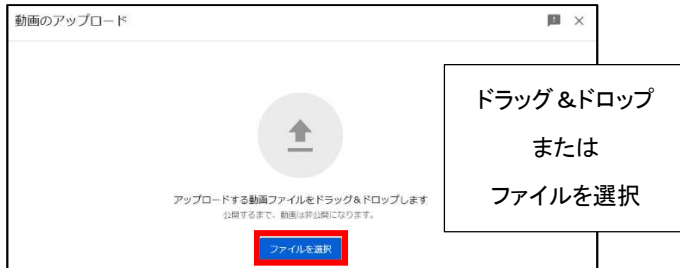 動画のアップロード
アップロードする動画ファイルをドラッグ&ドロップします
公開するまで、動画は非公開になります。
ファイルを選択
ドラッグ&ドロップ
または
ファイルを選択